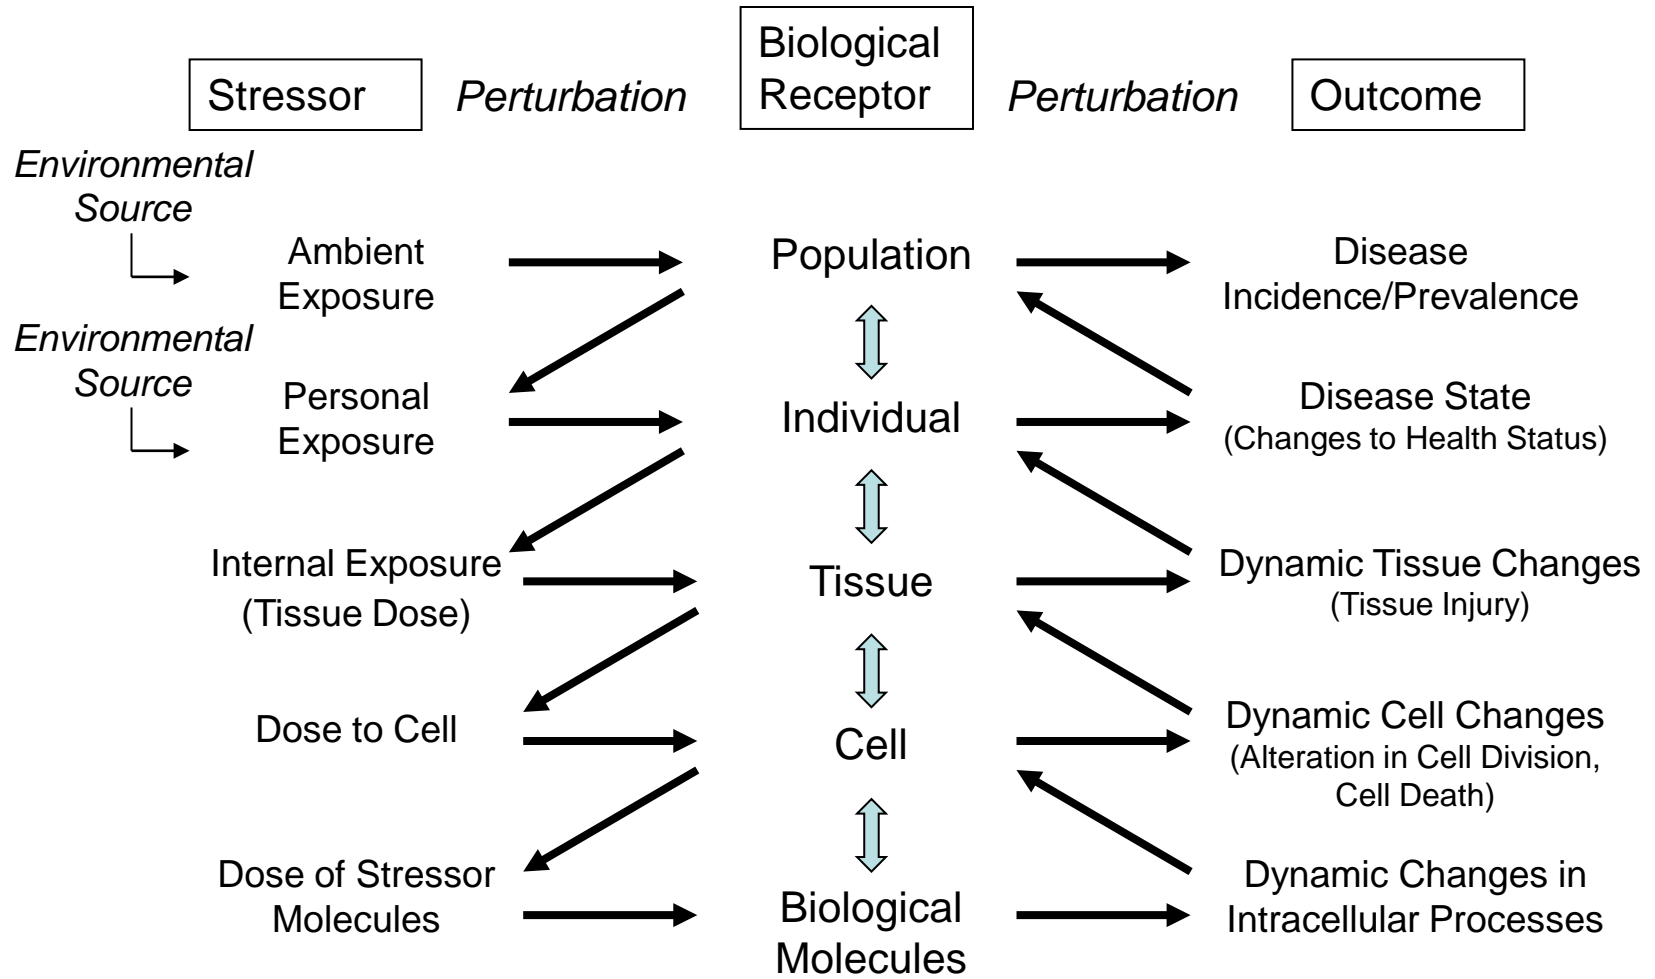 Stressor
Perturbation
Biological
Receptor
Perturbation
Outcome
Environmental
Source
Ambient
Exposure
Population
Disease
Incidence/Prevalence
Environmental
Source
Personal
Exposure
Individual
Disease State
(Changes to Health Status)
Internal Exposure
(Tissue Dose)
Tissue
Dynamic Tissue Changes
(Tissue Injury)
Dose to Cell
Cell
Dynamic Cell Changes
(Alteration in Cell Division,
Cell Death)
Dose of Stressor
Molecules
Biological
Molecules
Dynamic Changes in
Intracellular Processes